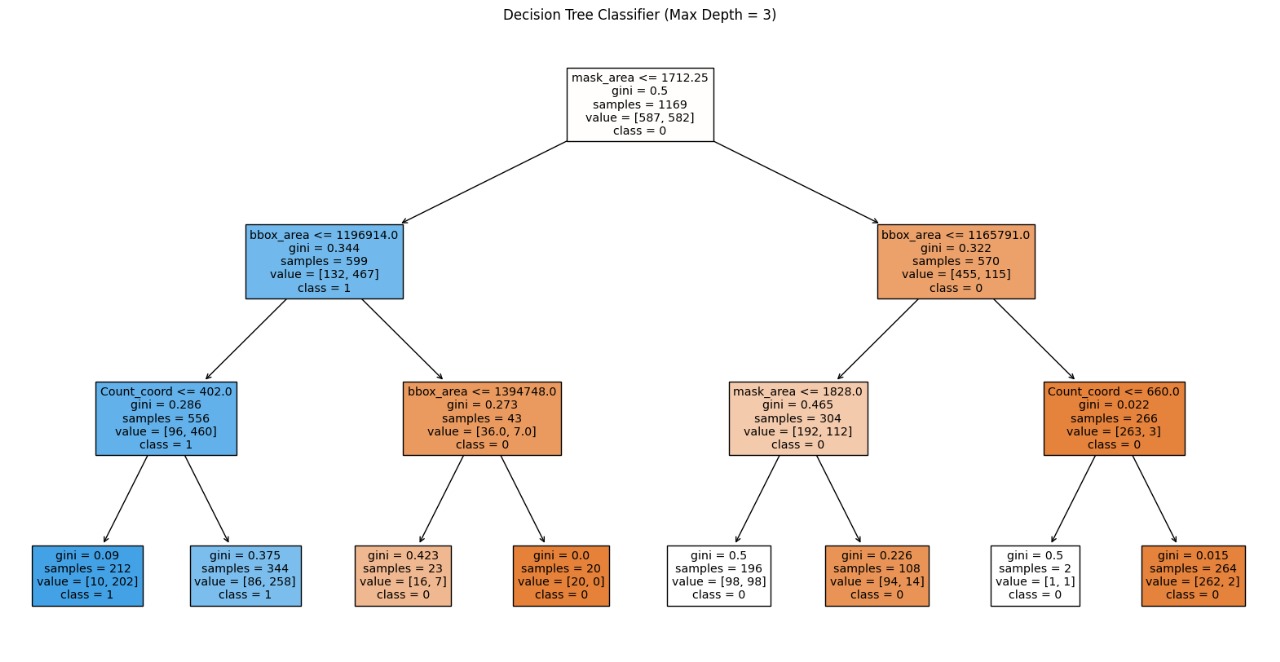 Decision Tree Classifier (Max Depth = 3)
mask_area <= 1712.25
gini = 0.5
samples = 1169
value = [587, 582]
class = 0
bbox_area <= 1196914.0
gini = 0.344
samples = 599
value = [132, 467]
class = 1
bbox_area <= 1165791.0
gini = 0.322
samples = 570
value = [455, 115]
class = 0
Count_coord <= 402.0
gini = 0.286
samples = 556
value = [96, 460]
class = 1
bbox_area <= 1394748.0
gini = 0.273
samples = 43
value = [36.0, 7.0]
class = 0
mask_area <= 1828.0
gini = 0.465
samples = 304
value = [192, 112]
class = 0
Count_coord <= 660.0
gini = 0.022
samples = 266
value = [263, 3]
class = 0
gini = 0.09
samples = 212
value = [10, 202]
class = 1
gini = 0.375
samples = 344
value = [86, 258]
class = 1
gini = 0.423
samples = 23
value = [16, 7]
class = 0
gini = 0.0
samples = 20
value = [20, 0]
class = 0
gini = 0.5
samples = 196
value = [98, 98]
class = 0
gini = 0.226
samples = 108
value = [94, 14]
class = 0
gini = 0.5
samples = 2
value = [1, 1]
class = 0
gini = 0.015
samples = 264
value = [262, 2]
class = 0